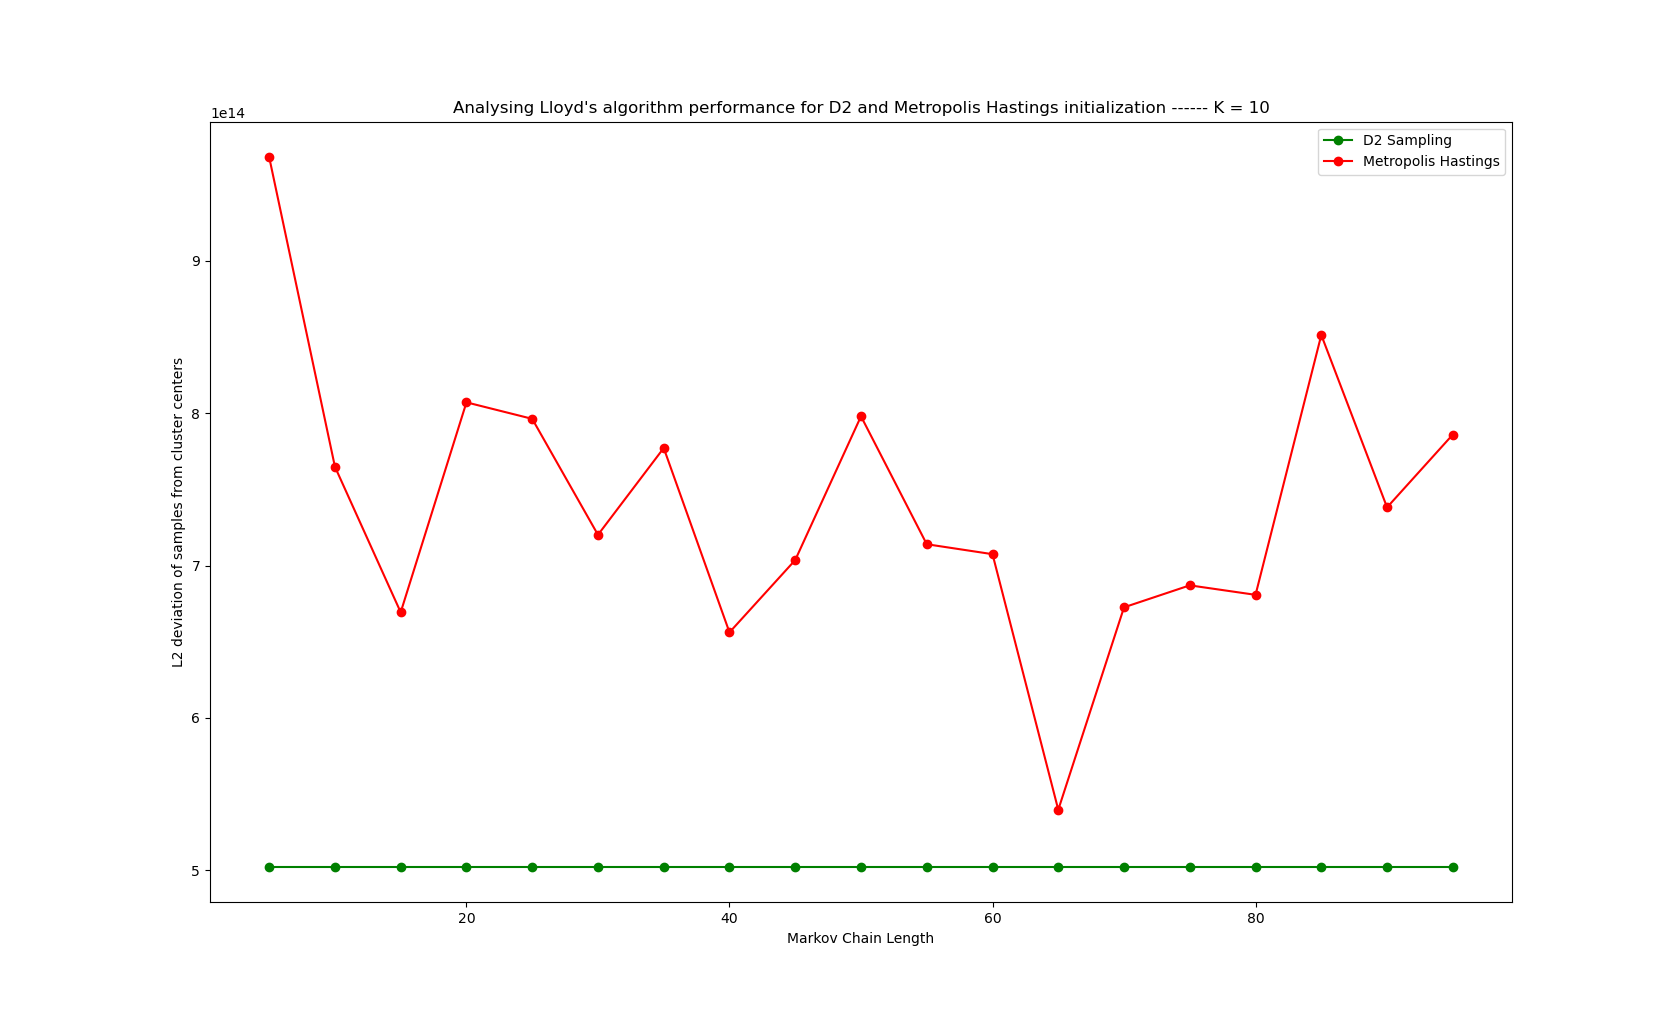 Analysing Lloyd's algorithm performance for D2 and Metropolis Hastings initialization ------ K = 10
1e14
D2 Sampling
Metropolis Hastings
9
8
7
6
5
L2 deviation of samples from cluster centers
20
40
60
80
Markov Chain Length